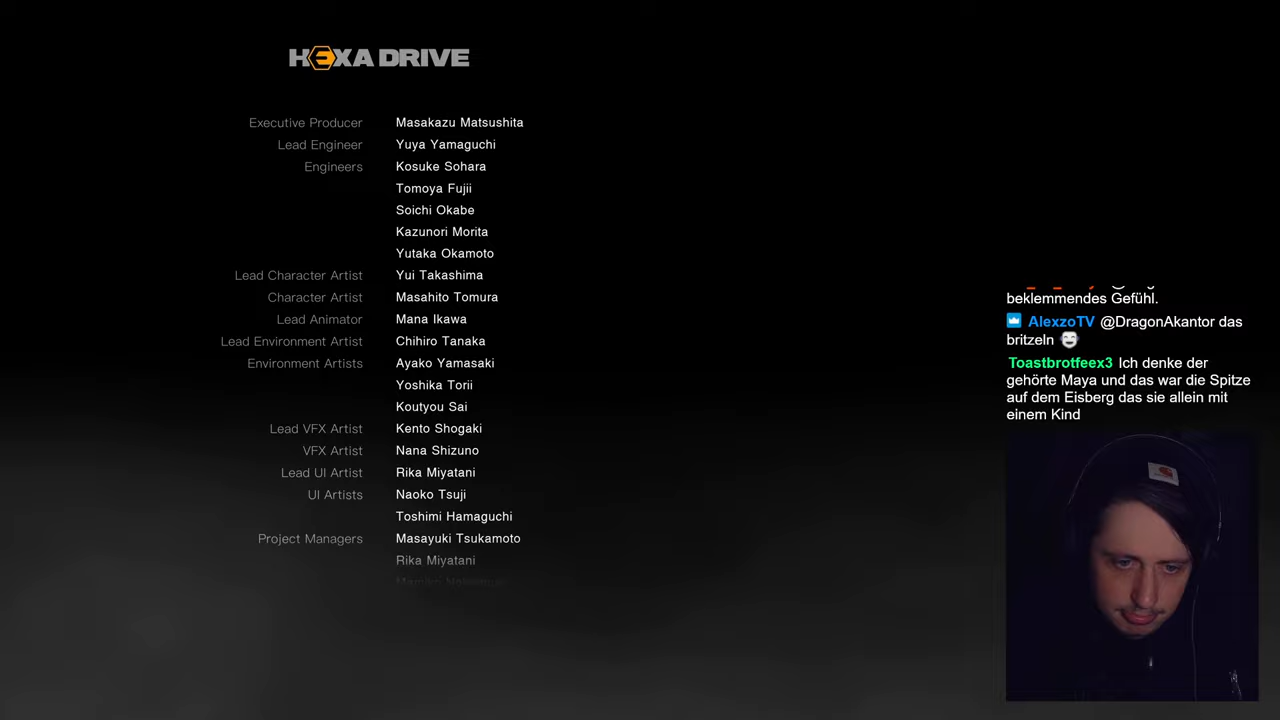 HEXA DRIVE
Executive Producer Masakazu Matsushita
Lead Engineer Yuya Yamaguchi
Engineers Kosuke Sohara
Tomoya Fujii
Soichi Okabe
Kazunori Morita
Yutaka Okamoto
Lead Character Artist Yui Takashima
Character Artist Masahito Tomura
Lead Animator Mana Ikawa
Lead Environment Artist Chihiro Tanaka
Environment Artists Ayako Yamasaki
Yoshika Torii
Koutyou Sai
Lead VFX Artist Kento Shogaki
VFX Artist Nana Shizuno
Lead UI Artist Rika Miyatani
UI Artists Naoko Tsuji
Toshimi Hamaguchi
Project Managers Masayuki Tsukamoto
Rika Miyatani
beklemmendes Gefühl.
AlexzoTV @DragonAkantor das
britzeln
Toastbrotfeex3 Ich denke der
gehörte Maya und das war die Spitze
auf dem Eisberg das sie allein mit
einem Kind